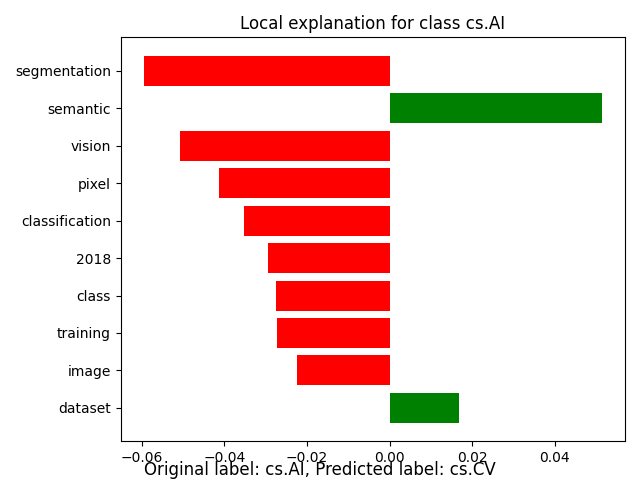 Local explanation for class cs.AI
segmentation
semantic
vision
pixel
classification
2018
class
training
image
dataset
−0.06 −0.04 −0.02 0.00 0.02 0.04
Original label: cs.AI, Predicted label: cs.CV